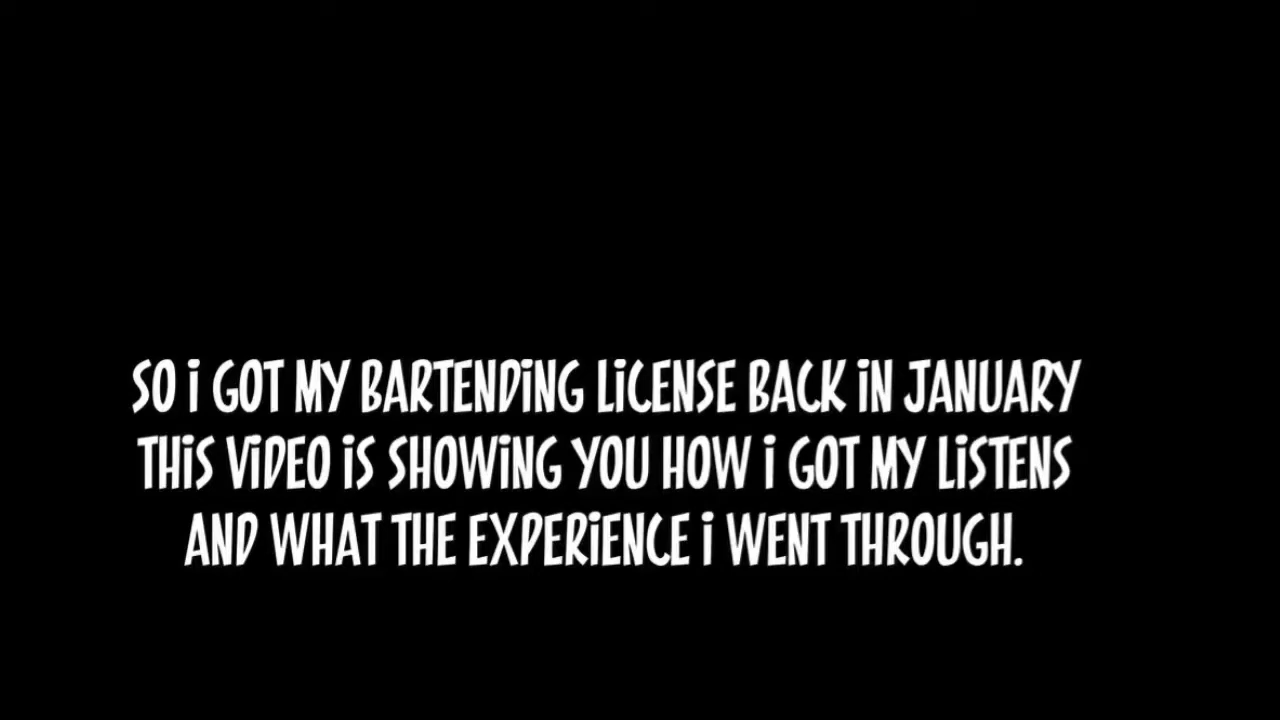 SO i GOT MY BARTENDiNG LiCENSE BACK iN JANUARY
THiS ViDEO iS SHOWiNG YOU HOW i GOT MY LiSTENS
AND WHAT THE EXPERiENCE i WENT THROUGH.